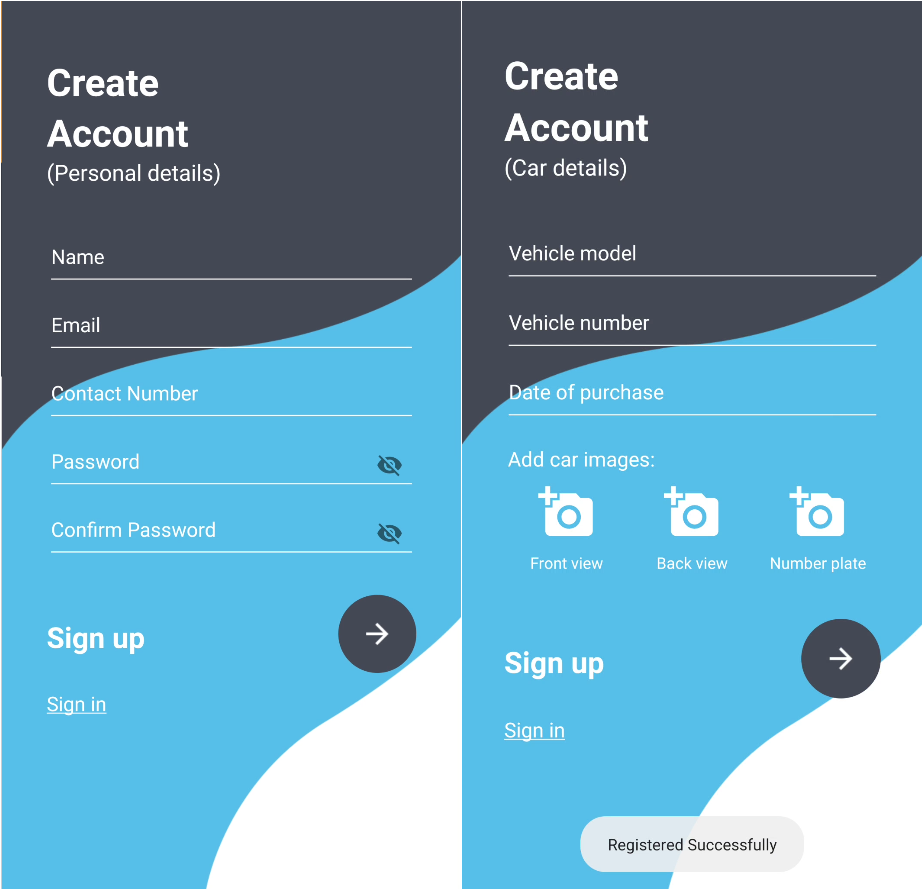 Create
Account
(Personal details)
Name
Email
Contact Number
Password
Confirm Password
Sign up
Sign in
Create
Account
(Car details)
Vehicle model
Vehicle number
Date of purchase
Add car images:
Front view
Back view
Number plate
Sign up
Sign in
Registered Successfully